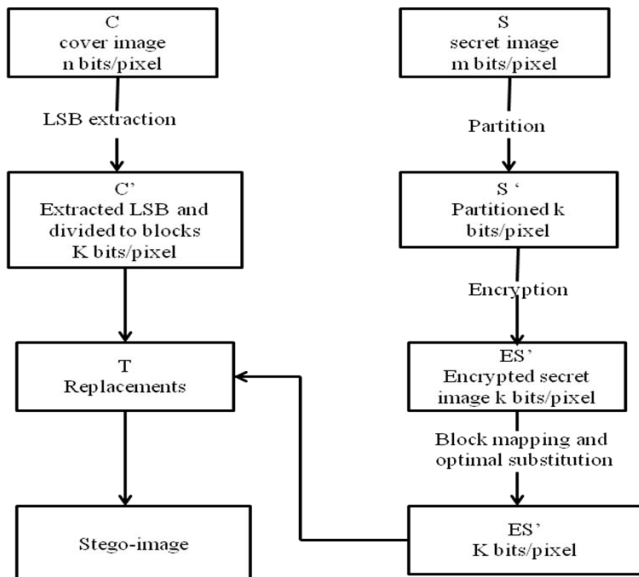 C
cover image
n bits/pixel
LSB extraction
C’
Extracted LSB and
divided to blocks
K bits/pixel
T
Replacements
Stego-image
S
secret image
m bits/pixel
Partition
S ‘
Partitioned k
bits/pixel
Encryption
ES’
Encrypted secret
image k bits/pixel
Block mapping and
optimal substitution
ES’
K bits/pixel